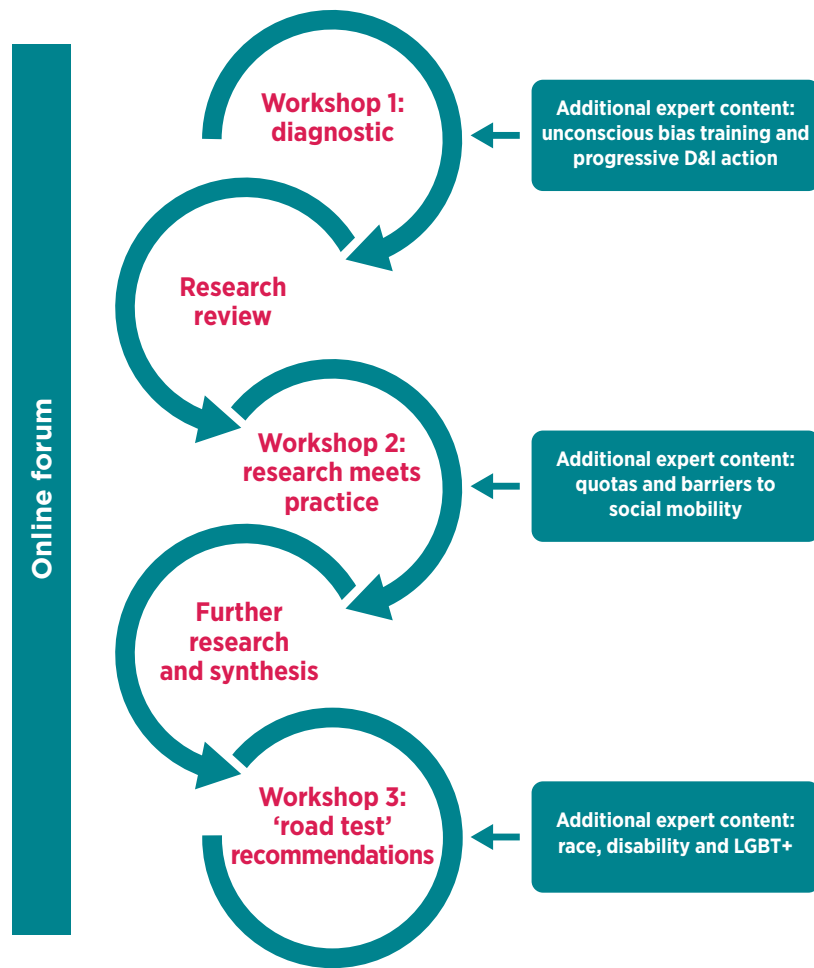 Online forum
Workshop 1:
diagnostic
Additional expert content:
unconscious bias training and
progressive D&I action
Research
review
Workshop 2:
research meets
practice
Additional expert content:
quotas and barriers to
social mobility
Further
research
and synthesis
Workshop 3:
‘road test’
recommendations
Additional expert content:
race, disability and LGBT+